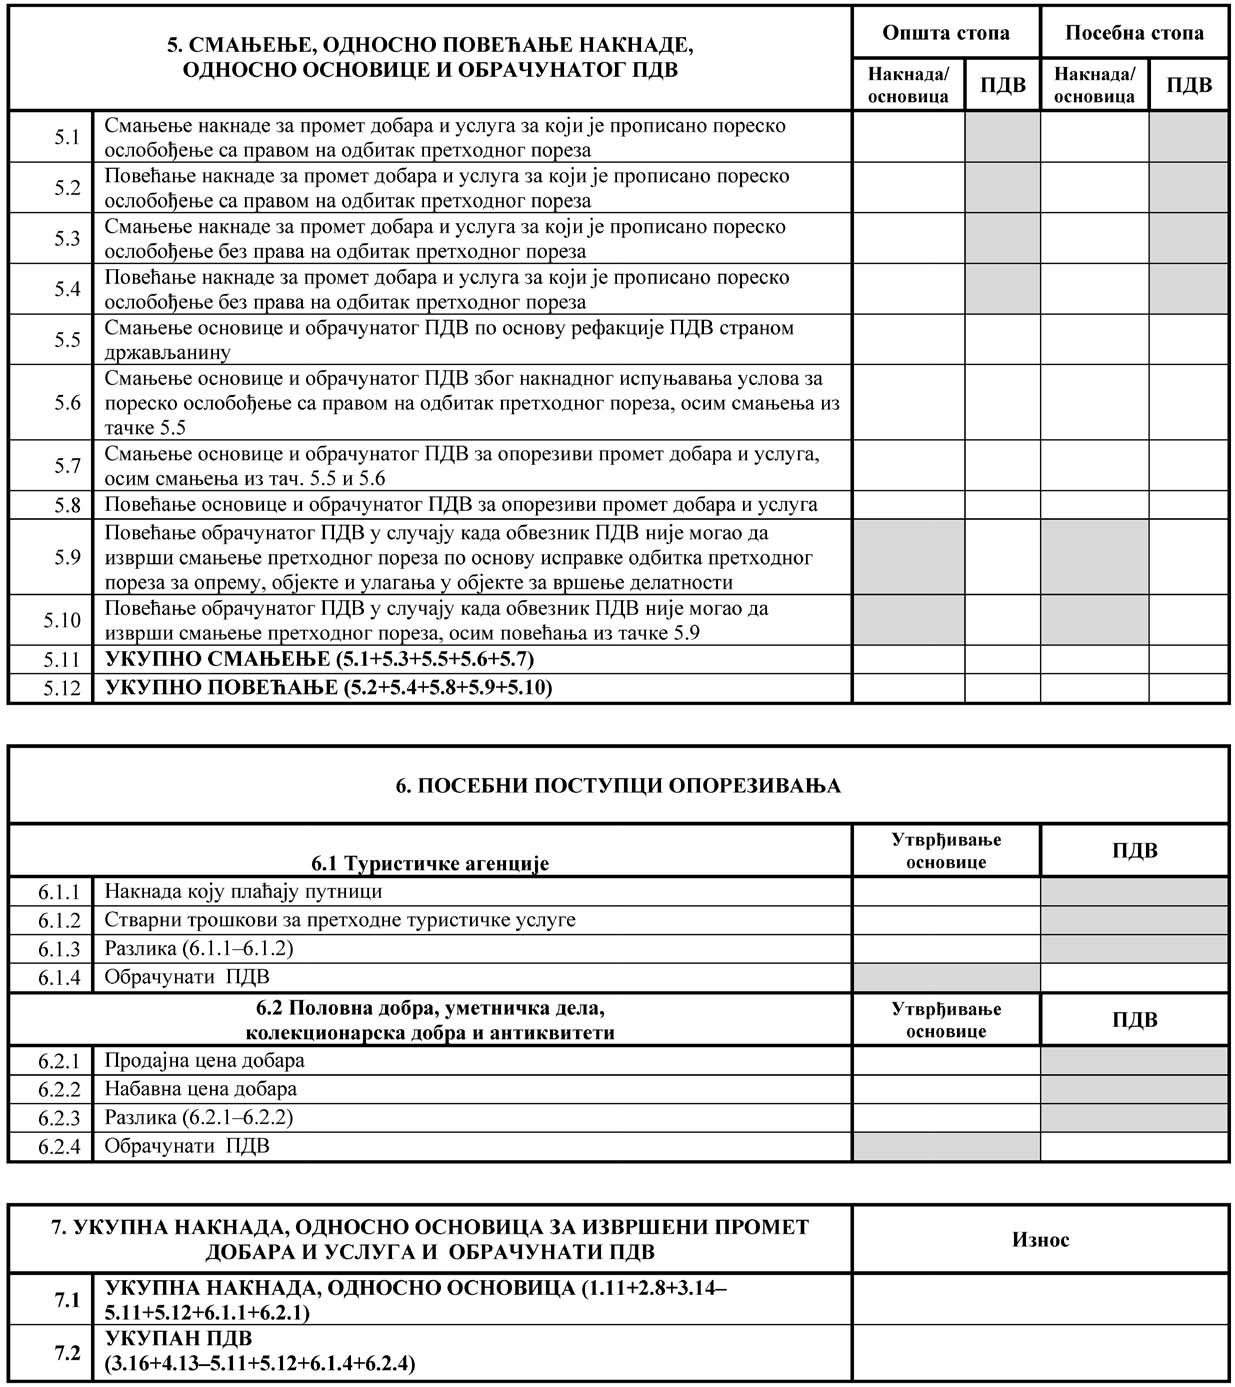 5. СМАЊЕЊЕ, ОДНОСНО ПОВЕЋАЊЕ НАКНАДЕ,
ОДНОСНО ОСНОВИЦЕ И ОБРАЧУНАТОГ ПДВ
Општа стопа
Посебна стопа
Накнада/
основица
ПДВ
Накнада/
основица
ПДВ
5.1
Смањење накнаде за промет добара и услуга за који је прописано пореско
ослобођење са правом на одбитак претходног пореза
5.2
Повећање накнаде за промет добара и услуга за који је прописано пореско
ослобођење са правом на одбитак претходног пореза
5.3
Смањење накнаде за промет добара и услуга за који је прописано пореско
ослобођење без права на одбитак претходног пореза
5.4
Повећање накнаде за промет добара и услуга за који је прописано пореско
ослобођење без права на одбитак претходног пореза
5.5
Смањење основице и обрачунатог ПДВ по основу рефакције ПДВ страном
држављанину
5.6
Смањење основице и обрачунатог ПДВ због накнадног испуњавања услова за
пореско ослобођење са правом на одбитак претходног пореза, осим смањења из
тачке 5.5
5.7
Смањење основице и обрачунатог ПДВ за опорезиви промет добара и услуга,
осим смањења из тач. 5.5 и 5.6
5.8
Повећање основице и обрачунатог ПДВ за опорезиви промет добара и услуга
5.9
Повећање обрачунатог ПДВ у случају када обвезник ПДВ није могао да
изврши смањење претходног пореза по основу исправке одбитка претходног
пореза за опрему, објекте и улагања у објекте за вршење делатности
5.10
Повећање обрачунатог ПДВ у случају када обвезник ПДВ није могао да
изврши смањење претходног пореза, осим повећања из тачке 5.9
5.11
УКУПНО СМАЊЕЊЕ (5.1+5.3+5.5+5.6+5.7)
5.12
УКУПНО ПОВЕЋАЊЕ (5.2+5.4+5.8+5.9+5.10)
6. ПОСЕБНИ ПОСТУПЦИ ОПОРЕЗИВАЊА
6.1 Туристичке агенције
Утврђивање
основице
ПДВ
6.1.1
Накнада коју плаћају путници
6.1.2
Стварни трошкови за претходне туристичке услуге
6.1.3
Разлика (6.1.1–6.1.2)
6.1.4
Обрачунати ПДВ
6.2 Половна добра, уметничка дела,
колекционарска добра и антиквитети
Утврђивање
основице
ПДВ
6.2.1
Продајна цена добара
6.2.2
Набавна цена добара
6.2.3
Разлика (6.2.1–6.2.2)
6.2.4
Обрачунати ПДВ
7. УКУПНА НАКНАДА, ОДНОСНО ОСНОВИЦА ЗА ИЗВРШЕНИ ПРОМЕТ
ДОБАРА И УСЛУГА И ОБРАЧУНАТИ ПДВ
Износ
7.1
УКУПНА НАКНАДА, ОДНОСНО ОСНОВИЦА (1.11+2.8+3.14–
5.11+5.12+6.1.1+6.2.1)
7.2
УКУПАН ПДВ
(3.16+4.13–5.11+5.12+6.1.4+6.2.4)